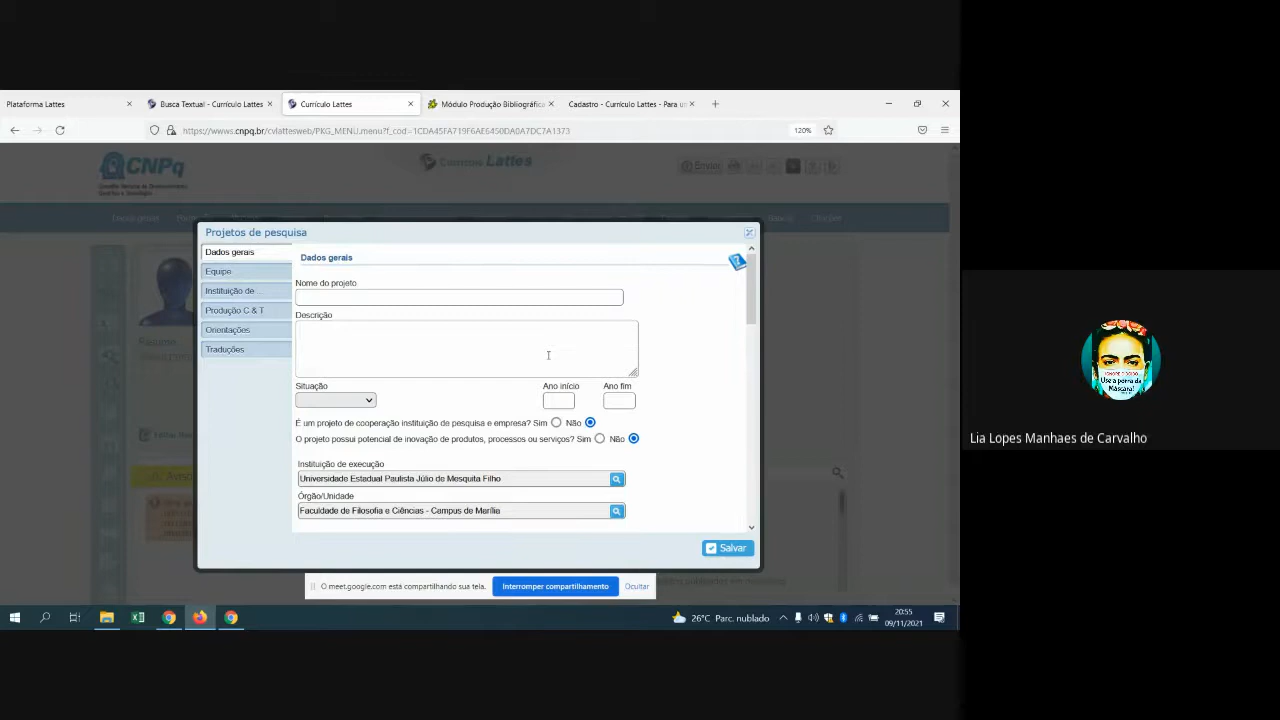 Plataforma Lattes
Busca Textual - Currículo Lattes
Currículo Lattes
Módulo Produção Bibliográfica
Cadastro - Currículo Lattes - Para u
https://wwws.cnpq.br/cvlattesweb/PKG_MENU.menu?f_cod=1CDA45FA719F6AE6450DA0A7DC7A1373
120%
CNPq
Currículo Lattes
Enviar
Projetos de pesquisa
Dados gerais
Equipe
Instituição de ...
Produção C & T
Orientações
Traduções
Dados gerais
Nome do projeto
Descrição
Situação
Ano início
Ano fim
É um projeto de cooperação instituição de pesquisa e empresa? Sim Não
O projeto possui potencial de inovação de produtos, processos ou serviços? Sim Não
Instituição de execução
Universidade Estadual Paulista Júlio de Mesquita Filho
Órgão/Unidade
Faculdade de Filosofia e Ciências - Campus de Marília
Salvar
O meet.google.com está compartilhando sua tela.
Interromper compartilhamento
Ocultar
26°C Parc. nublado
20:55
09/11/2021
Use a porra da
Máscara!
Lia Lopes Manhaes de Carvalho